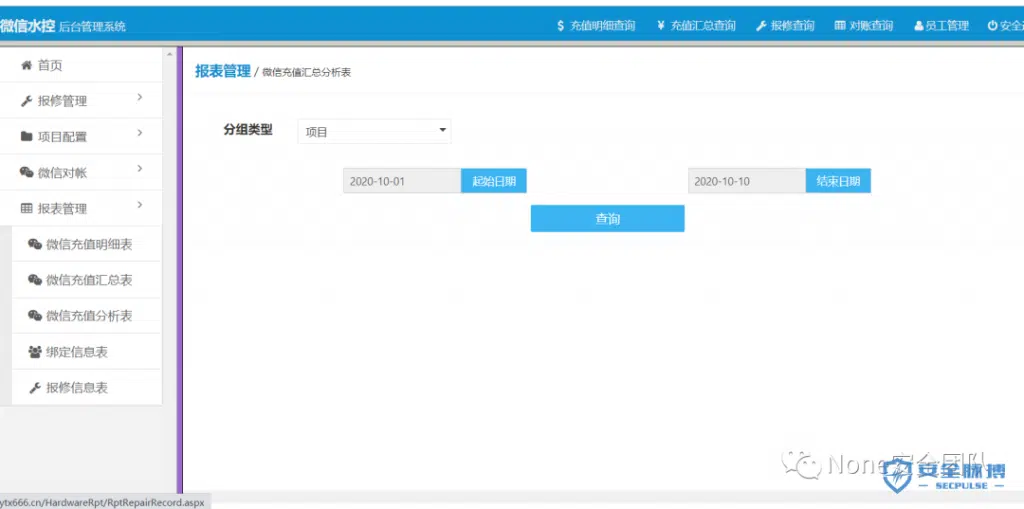 微信水控 后台管理系统
充值明细查询 充值汇总查询 报修查询 对账查询 员工管理 安全
首页
报修管理
项目配置
微信对帐
报表管理
微信充值明细表
微信充值汇总表
微信充值分析表
绑定信息表
报修信息表
报表管理 / 微信充值汇总分析表
分组类型 项目
2020-10-01 起始日期 2020-10-10 结束日期
查询
None安全团队
安全脉搏
SECPULSE
ytx666.cn/HardwareRpt/RptRepairRecord.aspx